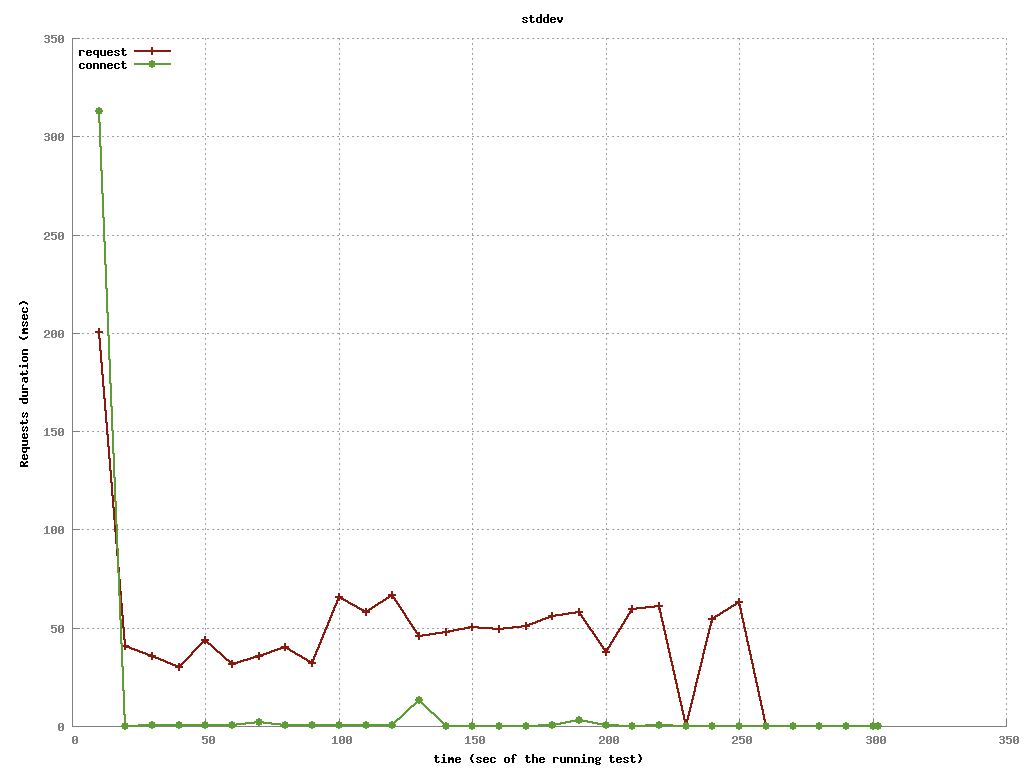 stddev
350
request
connect
300
250
200
150
100
50
0
Requests duration (msec)
0 50 100 150 200 250 300 350
time (sec of the running test)